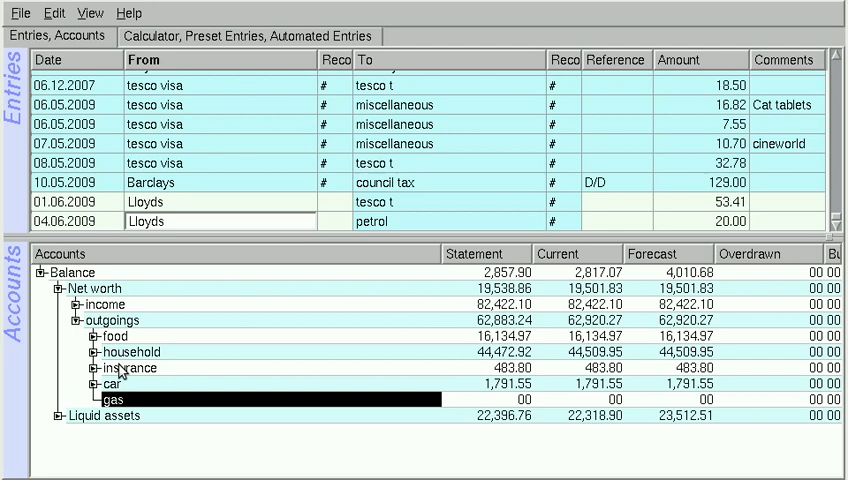 File Edit View Help
Entries, Accounts Calculator, Preset Entries, Automated Entries
Entries
Date From Reco To Reco Reference Amount Comments
06.12.2007 tesco visa # tesco t # 18.50
06.05.2009 tesco visa # miscellaneous # 16.82 Cat tablets
06.05.2009 tesco visa # miscellaneous # 7.55
07.05.2009 tesco visa # miscellaneous # 10.70 cineworld
08.05.2009 tesco visa # tesco t # 32.78
10.05.2009 Barclays # council tax # D/D 129.00
01.06.2009 Lloyds tesco t # 53.41
04.06.2009 Lloyds petrol # 20.00
Accounts
Accounts Statement Current Forecast Overdrawn Bu
Balance 2,857.90 2,817.07 4,010.68 00 00
Net worth 19,538.86 19,501.83 19,501.83 00 00
income 82,422.10 82,422.10 82,422.10 00 00
outgoings 62,883.24 62,920.27 62,920.27 00 00
food 16,134.97 16,134.97 16,134.97 00 00
household 44,472.92 44,509.95 44,509.95 00 00
insurance 483.80 483.80 483.80 00 00
car 1,791.55 1,791.55 1,791.55 00 00
gas 00 00 00 00 00
Liquid assets 22,396.76 22,318.90 23,512.51 00 00